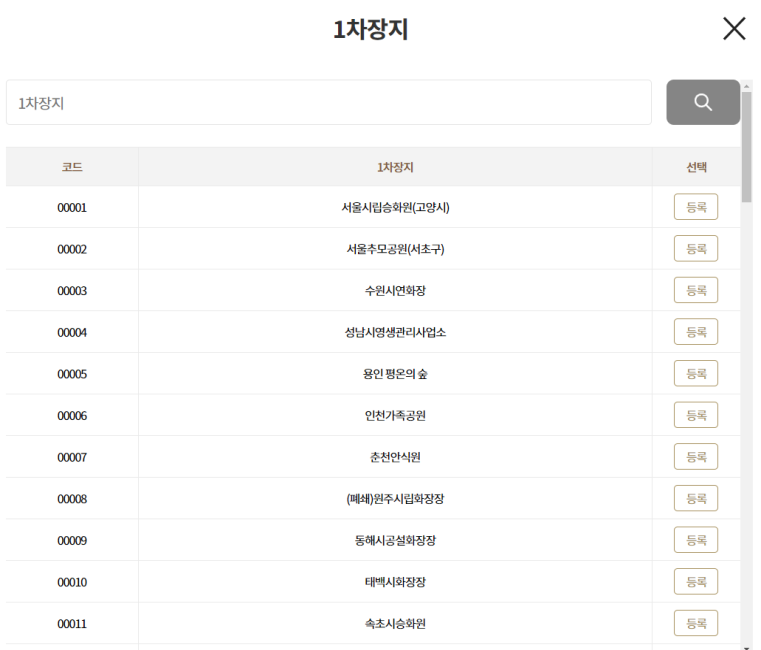 1차장지
1차장지
코드 1차장지 선택
00001 서울시립승화원(고양시) 등록
00002 서울추모공원(서초구) 등록
00003 수원시연화장 등록
00004 성남시영생관리사업소 등록
00005 용인 평온의 숲 등록
00006 인천가족공원 등록
00007 춘천안식원 등록
00008 (폐쇄)원주시립화장장 등록
00009 동해시공설화장장 등록
00010 태백시화장장 등록
00011 속초시승화원 등록